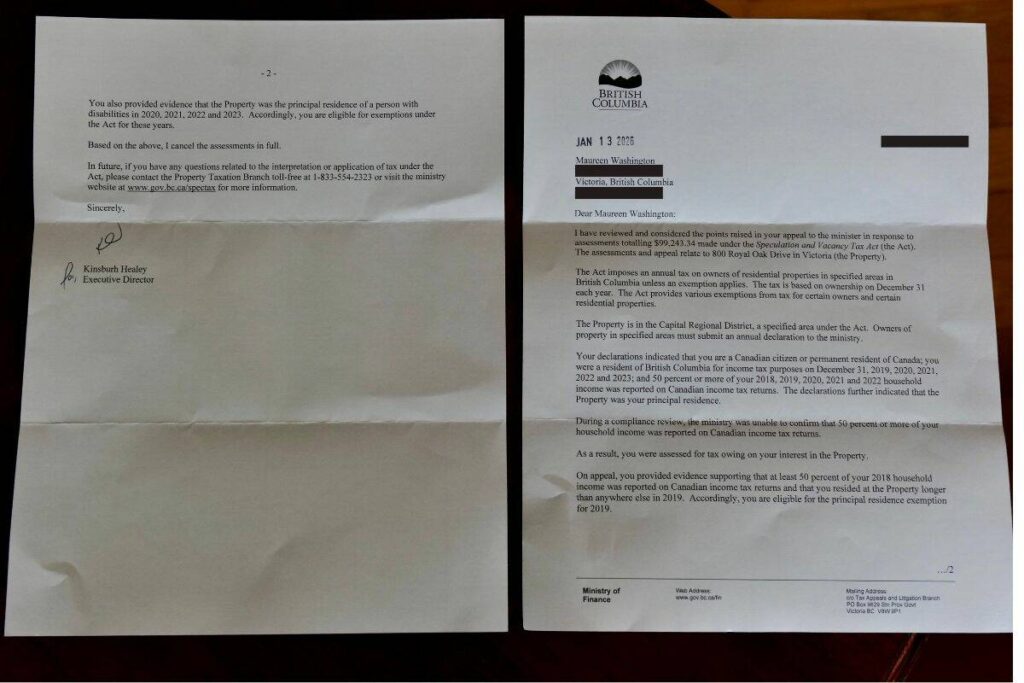 BRITISH
COLUMBIA
JAN 13 2026
Maureen Washington
Victoria, British Columbia
Dear Maureen Washington:
I have reviewed and considered the points raised in your appeal to the minister in response to
assessments totalling $99,243.34 made under the Speculation and Vacancy Tax Act (the Act).
The assessments and appeal relate to 800 Royal Oak Drive in Victoria (the Property).
The Act imposes an annual tax on owners of residential properties in specified areas in
British Columbia unless an exemption applies. The tax is based on ownership on December 31
each year. The Act provides various exemptions from tax for certain owners and certain
residential properties.
The Property is in the Capital Regional District, a specified area under the Act. Owners of
property in specified areas must submit an annual declaration to the ministry.
Your declarations indicated that you are a Canadian citizen or permanent resident of Canada; you
were a resident of British Columbia for income tax purposes on December 31, 2019, 2020, 2021,
2022 and 2023; and 50 percent or more of your 2018, 2019, 2020, 2021 and 2022 household
income was reported on Canadian income tax returns. The declarations further indicated that the
Property was your principal residence.
During a compliance review, the ministry was unable to confirm that 50 percent or more of your
household income was reported on Canadian income tax returns.
As a result, you were assessed for tax owing on your interest in the Property.
On appeal, you provided evidence supporting that at least 50 percent of your 2018 household
income was reported on Canadian income tax returns and that you resided at the Property longer
than anywhere else in 2019. Accordingly, you are eligible for the principal residence exemption
for 2019.
.../2
Ministry of
Finance
Web Address:
www.gov.bc.ca/fin
Mailing Address:
c/o Tax Appeals and Litigation Branch
PO Box 9629 Stn Prov Govt
Victoria BC V8W 9P1
- 2 -
You also provided evidence that the Property was the principal residence of a person with
disabilities in 2020, 2021, 2022 and 2023. Accordingly, you are eligible for exemptions under
the Act for these years.
Based on the above, I cancel the assessments in full.
In future, if you have any questions related to the interpretation or application of tax under the
Act, please contact the Property Taxation Branch toll-free at 1-833-554-2323 or visit the ministry
website at www.gov.bc.ca/spectax for more information.
Sincerely,
for, Kinsburh Healey
Executive Director